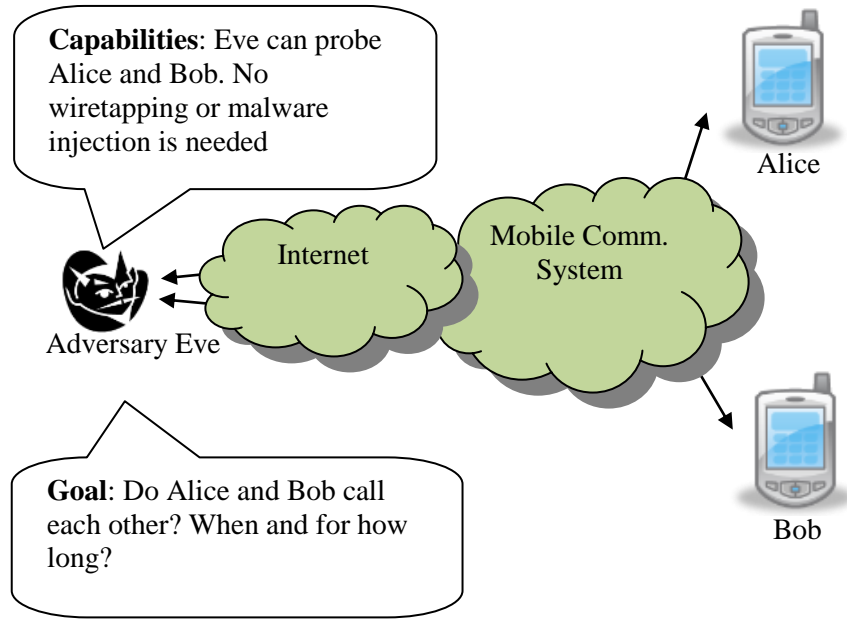 Capabilities: Eve can probe
Alice and Bob. No
wiretapping or malware
injection is needed
Alice
Internet
Mobile Comm.
System
Adversary Eve
Goal: Do Alice and Bob call
each other? When and for how
long?
Bob